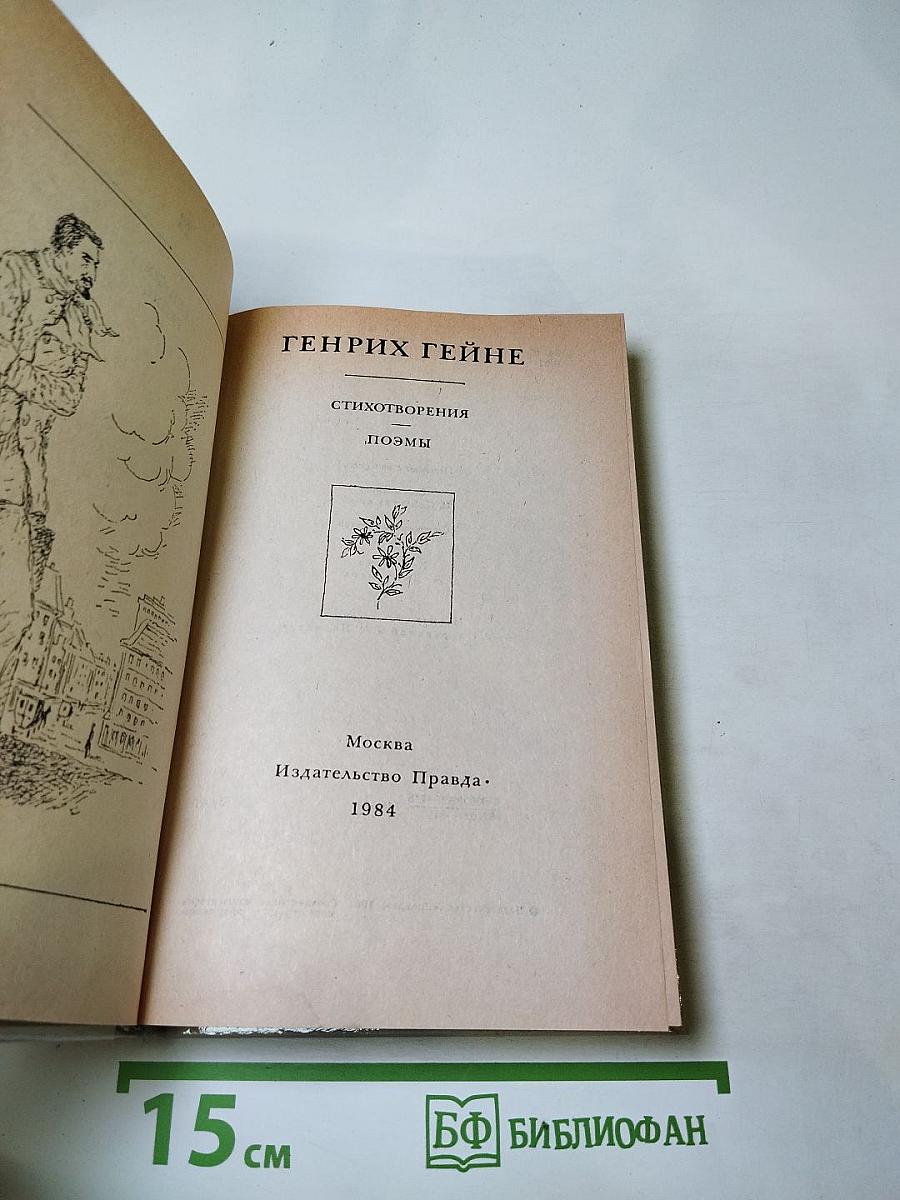 ГЕНРИХ ГЕЙНЕ
СТИХОТВОРЕНИЯ
ПОЭМЫ
Москва
Издательство Правда·
1984
15 см
БФ БИБЛИОФАН